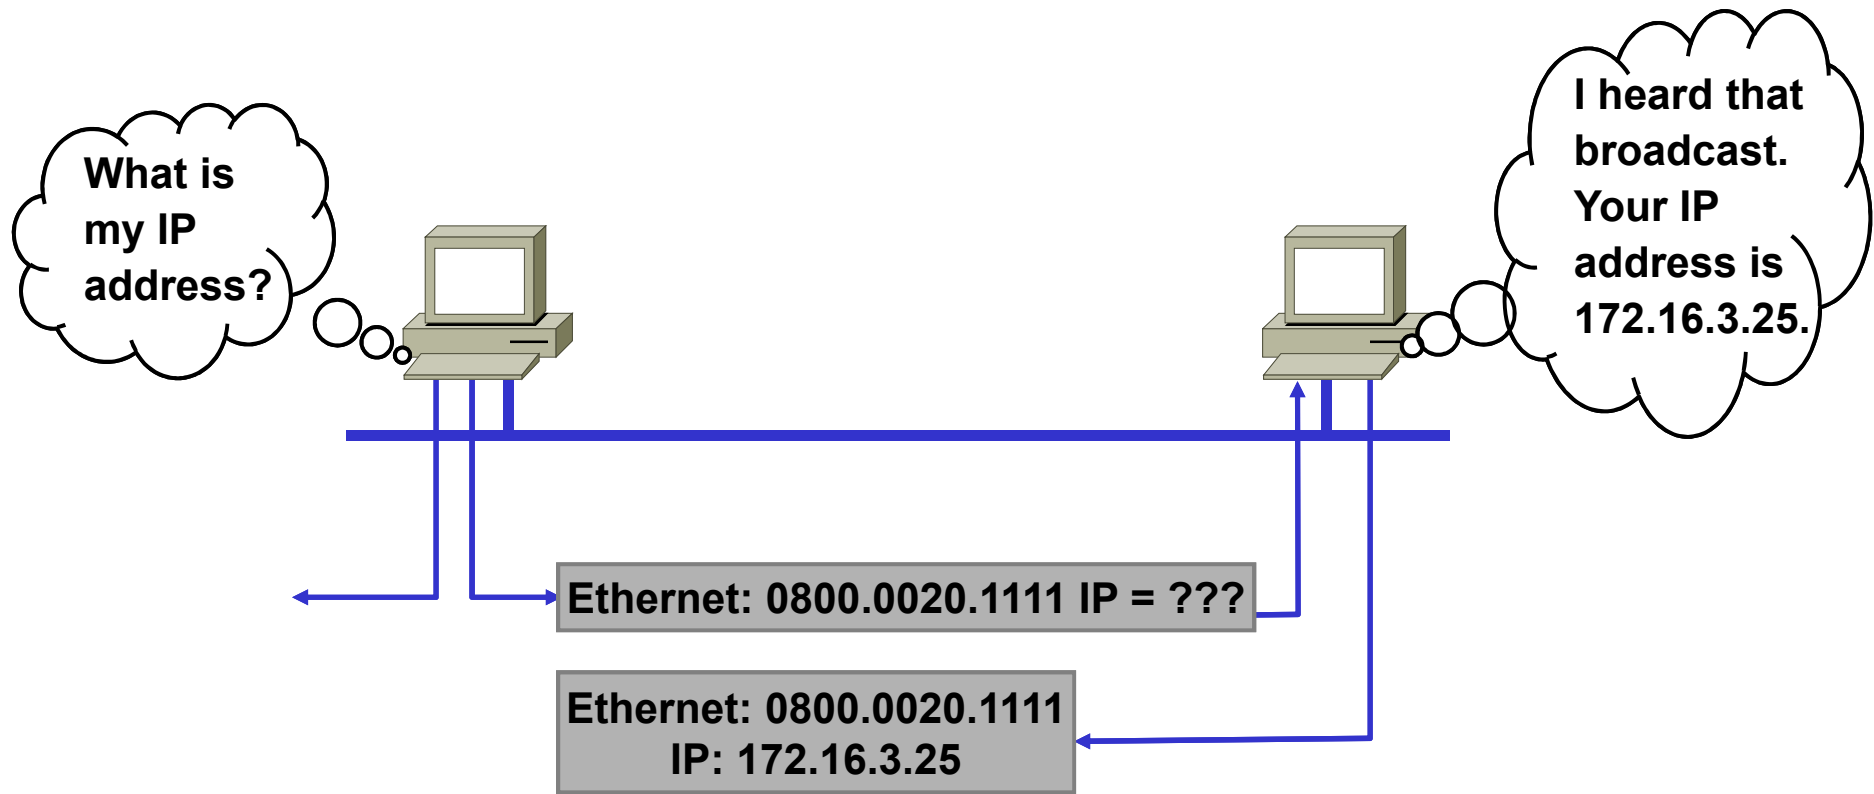 What is
my IP
address?
I heard that
broadcast.
Your IP
address is
172.16.3.25.
Ethernet: 0800.0020.1111 IP = ???
Ethernet: 0800.0020.1111
IP: 172.16.3.25